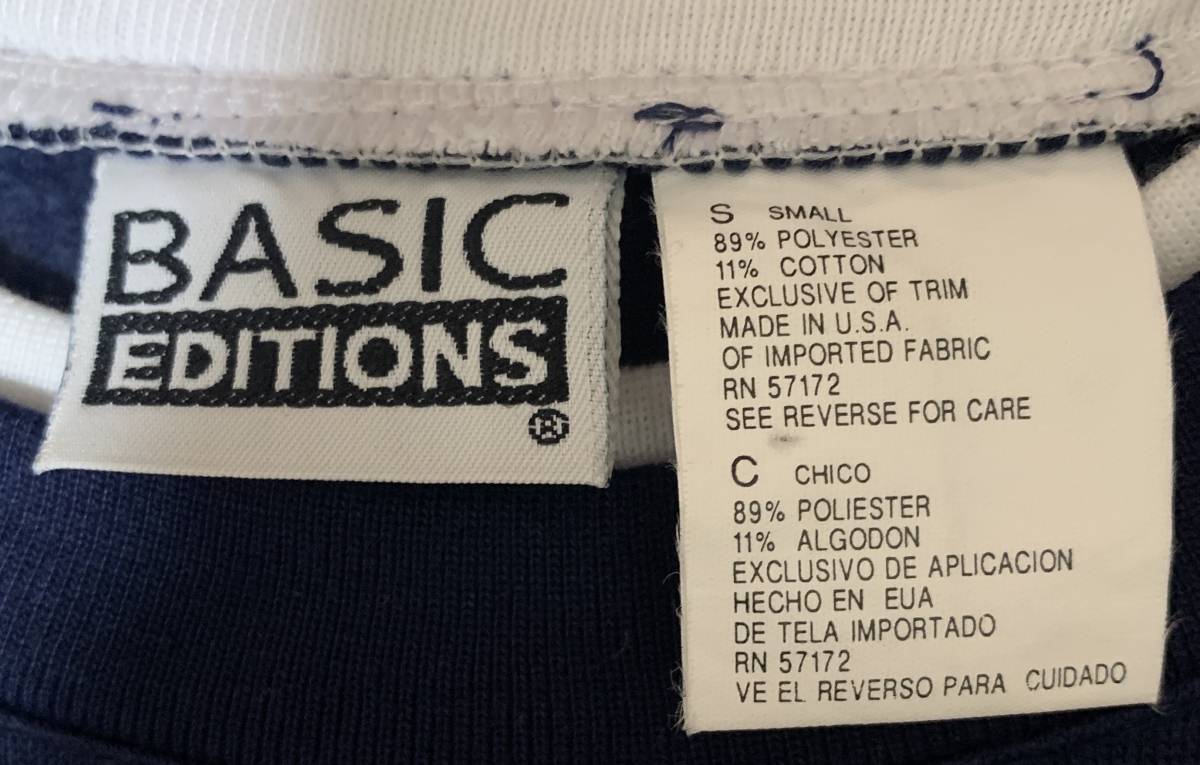 BASIC
EDITIONS
®
S SMALL
89% POLYESTER
11% COTTON
EXCLUSIVE OF TRIM
MADE IN U.S.A.
OF IMPORTED FABRIC
RN 57172
SEE REVERSE FOR CARE
C CHICO
89% POLIESTER
11% ALGODON
EXCLUSIVO DE APLICACION
HECHO EN EUA
DE TELA IMPORTADO
RN 57172
VE EL REVERSO PARA CUIDADO